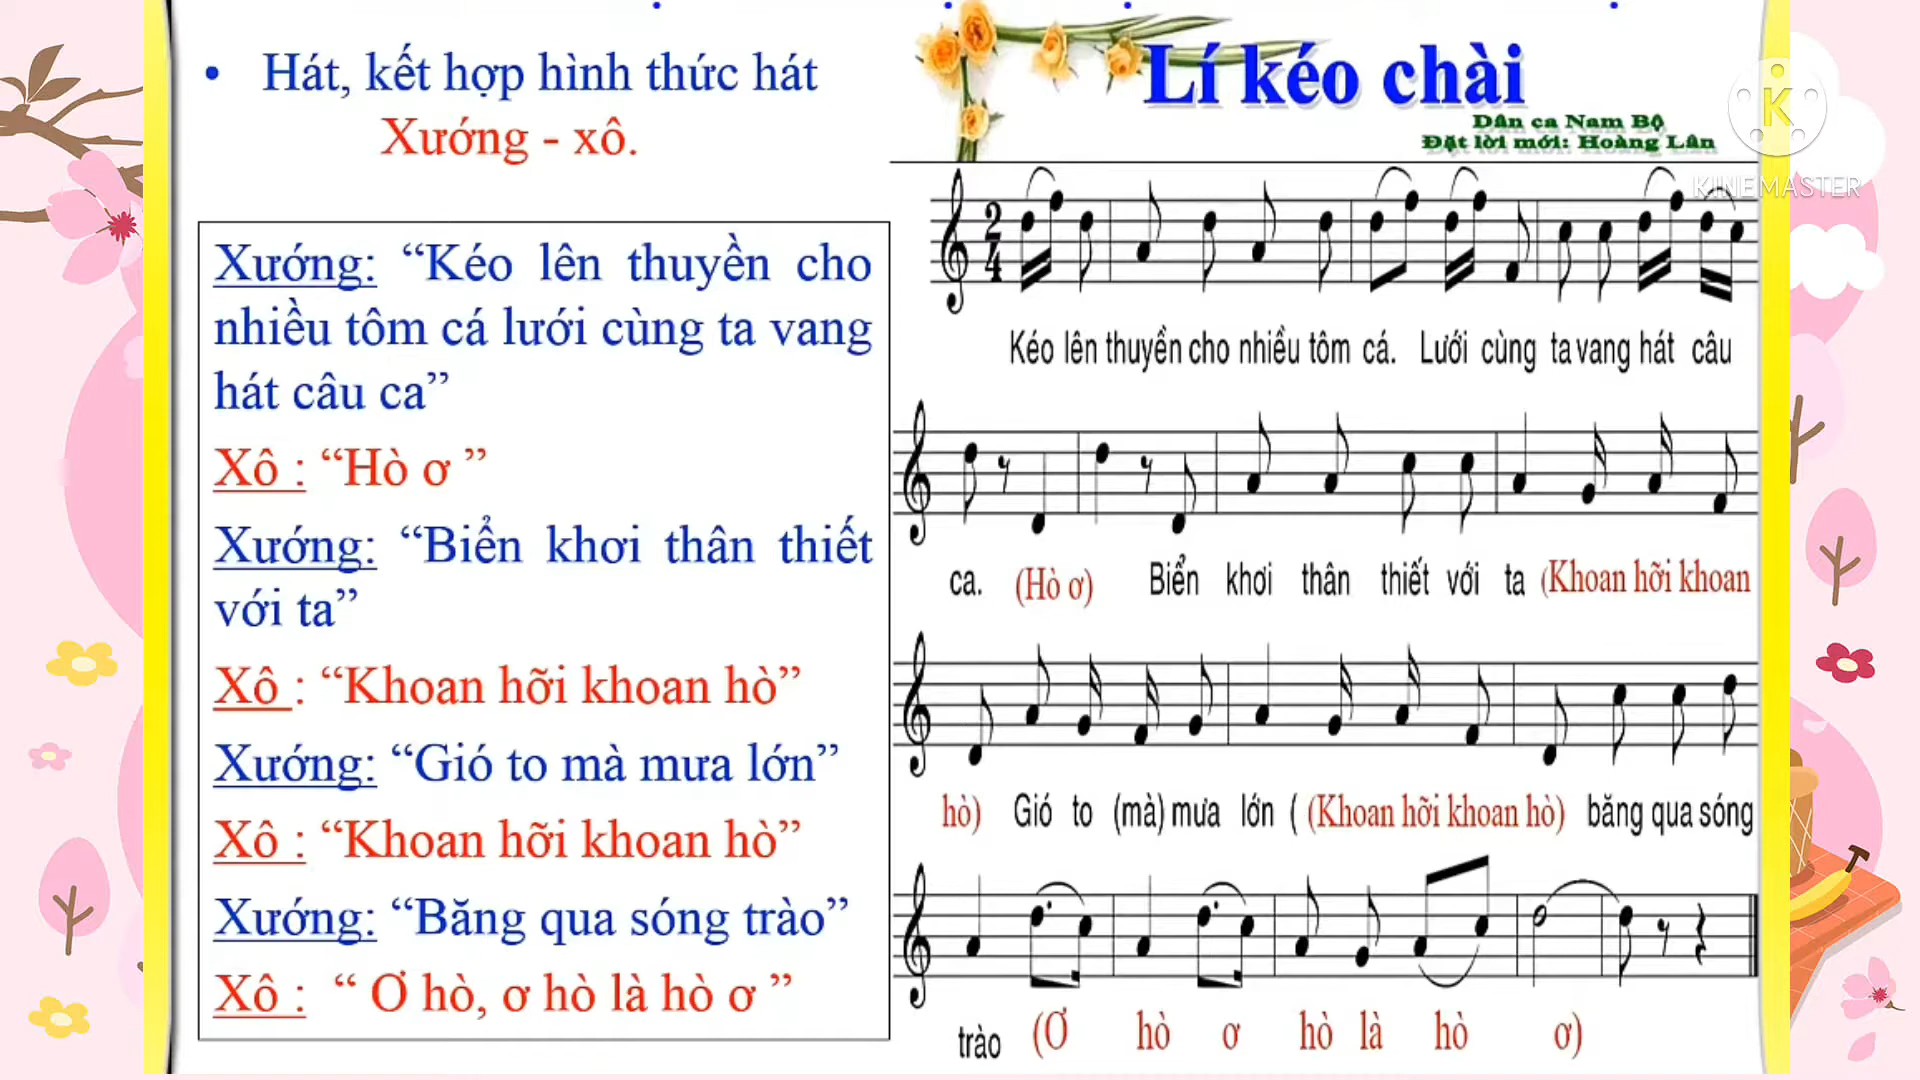 • Hát, kết hợp hình thức hát
Xướng - xô.
Xướng: “Kéo lên thuyền cho
nhiều tôm cá lưới cùng ta vang
hát câu ca”
Xô : “Hò ơ ”
Xướng: “Biển khơi thân thiết
với ta”
Xô : “Khoan hỡi khoan hò”
Xướng: “Gió to mà mưa lớn”
Xô : “Khoan hỡi khoan hò”
Xướng: “Băng qua sóng trào”
Xô : “ Ơ hò, ơ hò là hò ơ ”
Lí kéo chài
Dân ca Nam Bộ
Đặt lời mới: Hoàng Lân
K
KINEMASTER
2
4
Kéo lên thuyền cho nhiều tôm cá. Lưới cùng ta vang hát câu
ca. (Hò ơ) Biển khơi thân thiết với ta (Khoan hỡi khoan
hò) Gió to (mà) mưa lớn ( (Khoan hỡi khoan hò) băng qua sóng
trào (Ơ hò ơ hò là hò ơ)